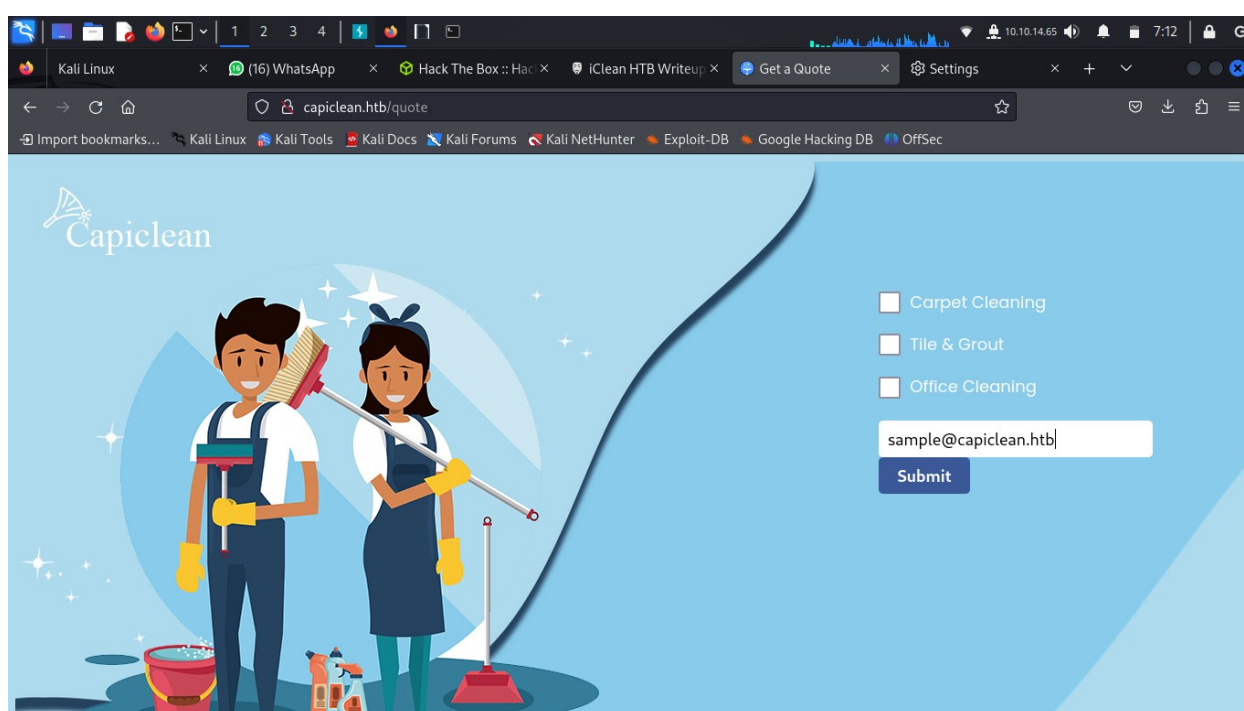 1 2 3 4 10.10.14.65 7:12
Kali Linux (16) WhatsApp Hack The Box :: Hac iClean HTB Writeup Get a Quote Settings
capiclean.htb/quote
Import bookmarks... Kali Linux Kali Tools Kali Docs Kali Forums Kali NetHunter Exploit-DB Google Hacking DB OffSec
Capiclean
Carpet Cleaning
Tile & Grout
Office Cleaning
sample@capiclean.htb
Submit